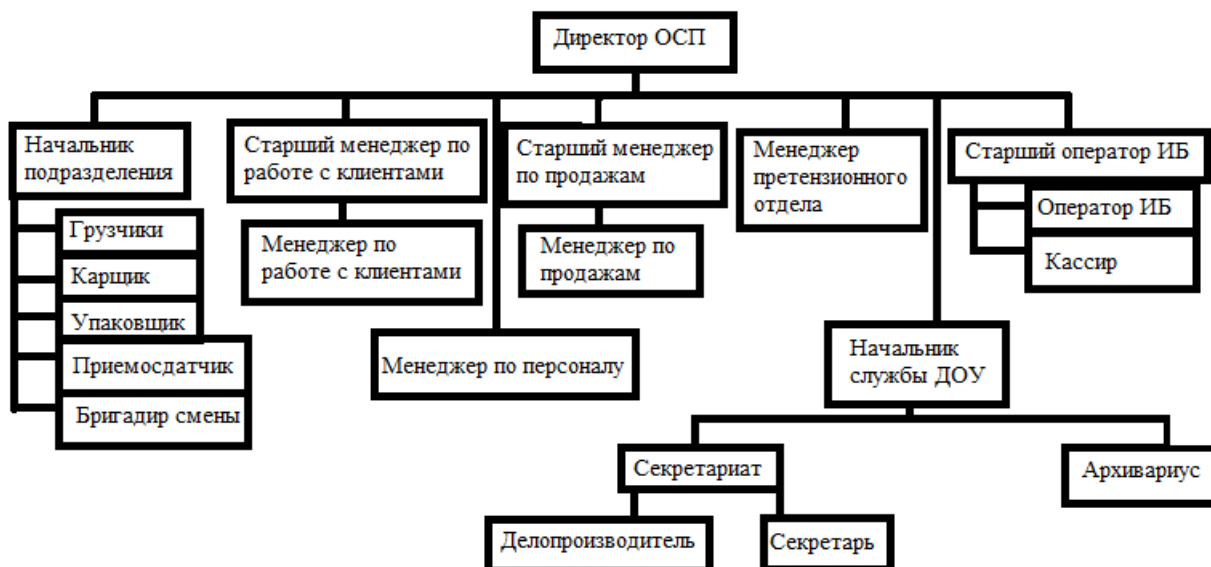 Директор ОСП
Начальник
подразделения
Старший менеджер по
работе с клиентами
Старший менеджер
по продажам
Менеджер
претензионного
отдела
Старший оператор ИБ
Грузчики
Карщик
Упаковщик
Приемосдатчик
Бригадир смены
Менеджер по
работе с клиентами
Менеджер по
продажам
Оператор ИБ
Кассир
Менеджер по персоналу
Начальник
службы ДОУ
Секретариат
Архивариус
Делопроизводитель
Секретарь